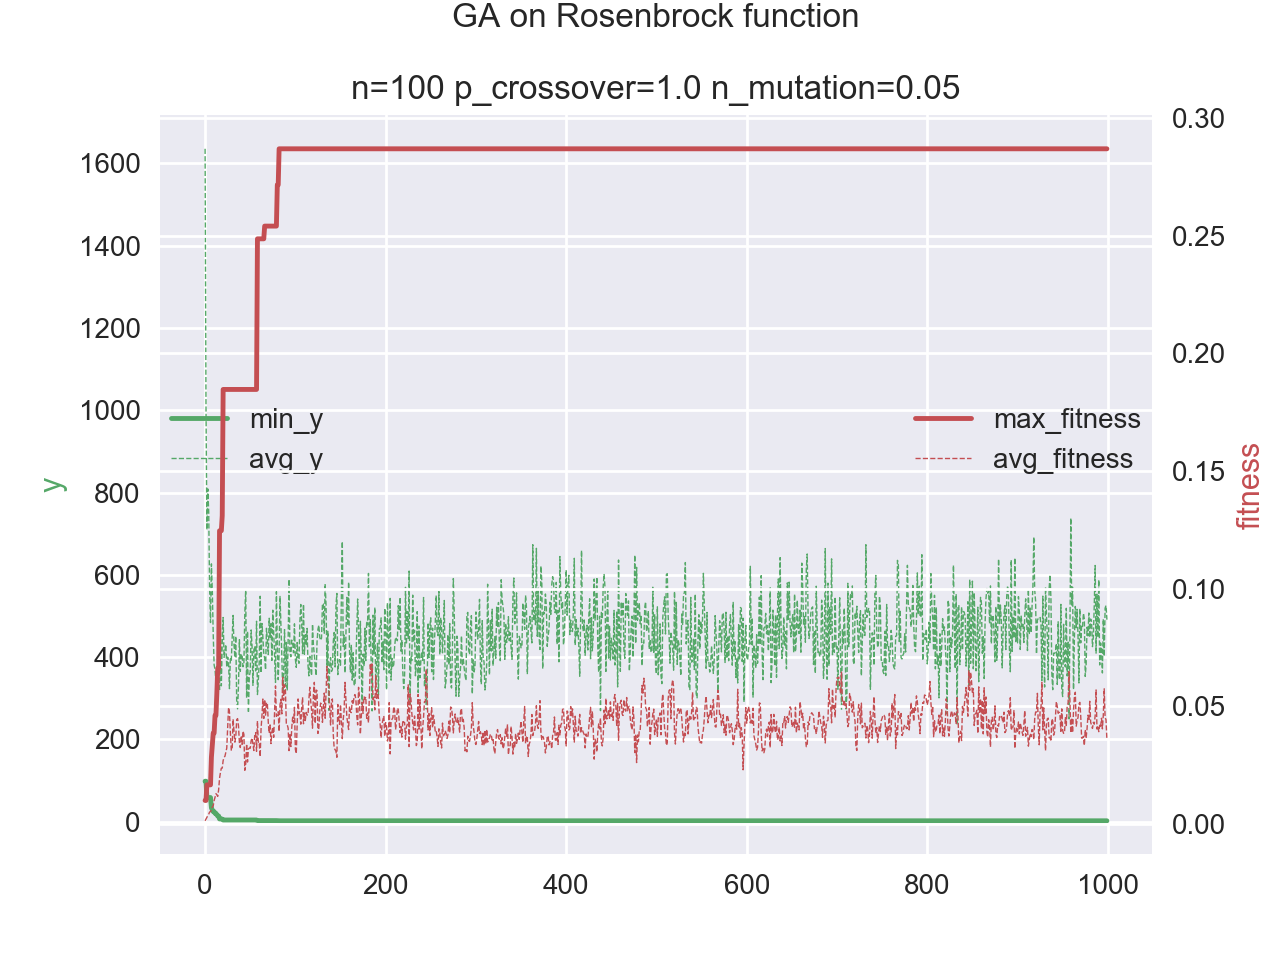 GA on Rosenbrock function
n=100 p_crossover=1.0 n_mutation=0.05
1600
1400
1200
1000
800
600
400
200
0
y
min_y
avg_y
max_fitness
avg_fitness
0.30
0.25
0.20
0.15
0.10
0.05
0.00
fitness
0 200 400 600 800 1000